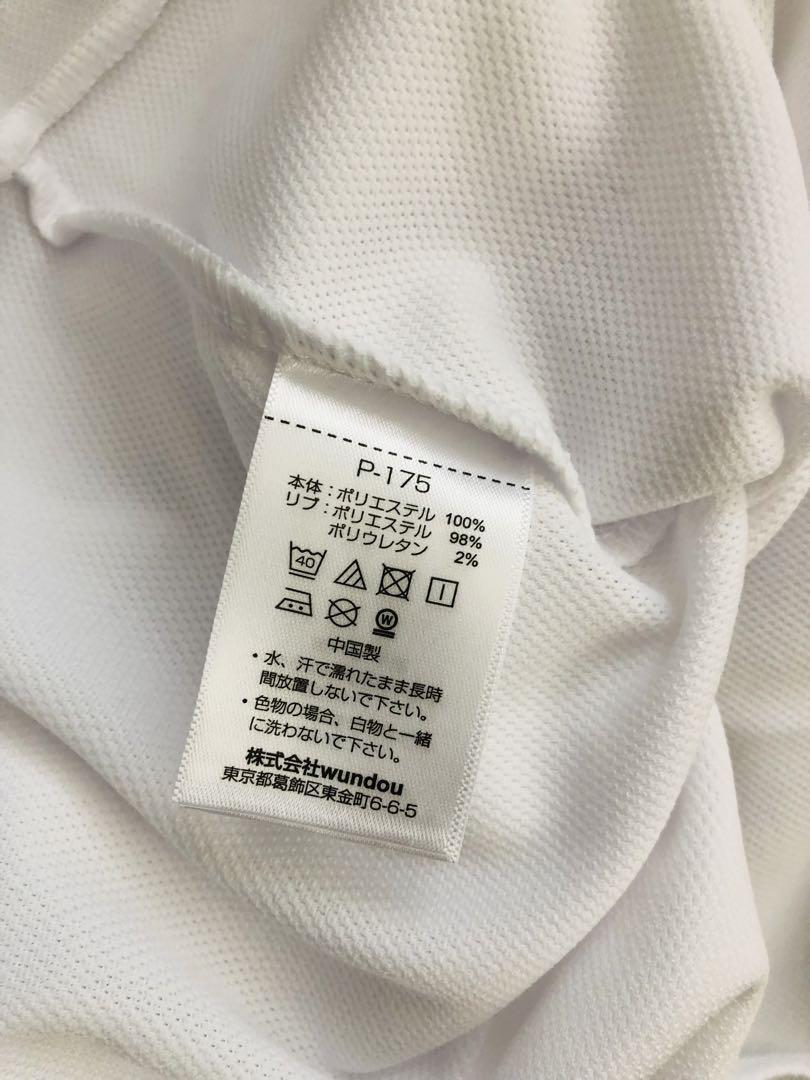 P-175
本体：ポリエステル 100%
リブ：ポリエステル 98%
ポリウレタン 2%
40
W
中国製
・水、汗で濡れたまま長時
間放置しないで下さい。
・色物の場合、白物と一緒
に洗わないで下さい。
株式会社wundou
東京都葛飾区東金町6-6-5